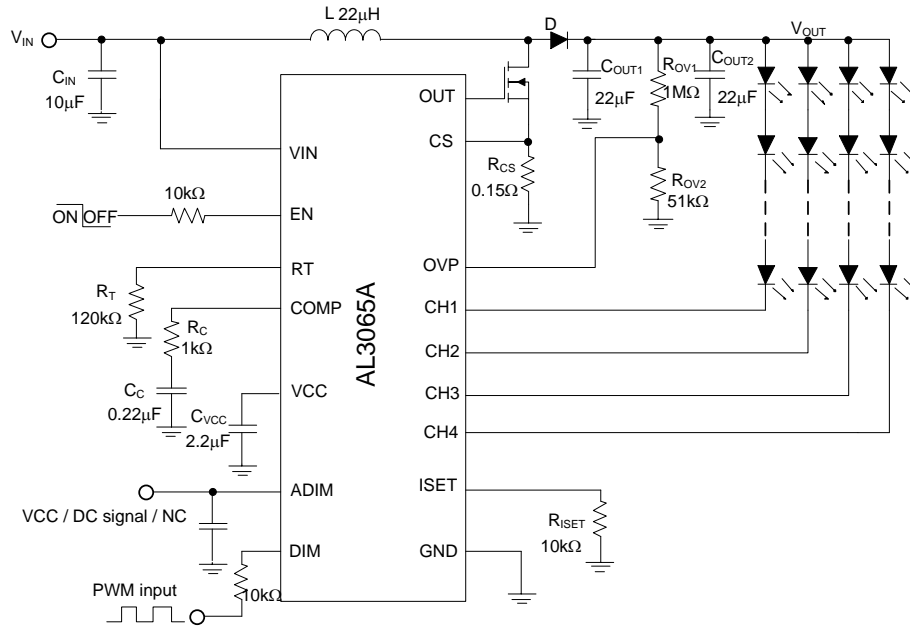 L 22μH
D
VIN
VOUT
CIN
10μF
COUT1
22μF
ROV1
1MΩ
COUT2
22μF
OUT
CS
VIN
RCS
0.15Ω
ROV2
51kΩ
10kΩ
ON OFF
EN
RT
OVP
RT
120kΩ
COMP
CH1
RC
1kΩ
AL3065A
CH2
CC
0.22μF
VCC
CH3
CVCC
2.2μF
CH4
ADIM
ISET
VCC / DC signal / NC
RISET
10kΩ
DIM
GND
PWM input
10kΩ